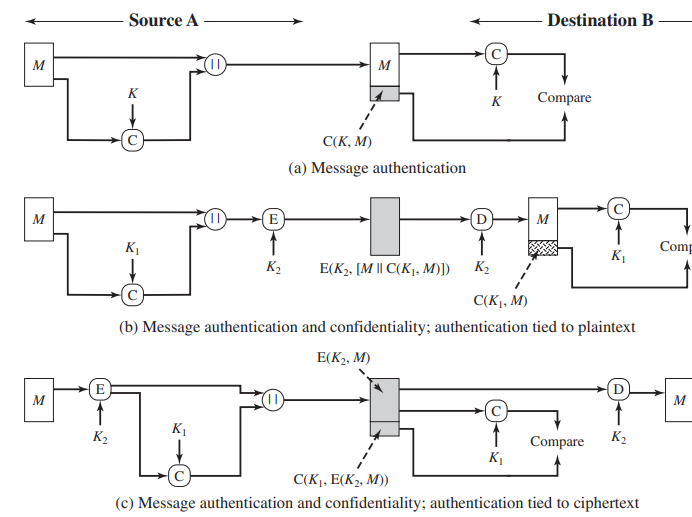 Source A Destination B
M || M C
K K Compare
C
C(K, M)
(a) Message authentication
M || E D M C
K1 K2 E(K2, [M || C(K1, M)]) K2 K1
C
C(K1, M)
(b) Message authentication and confidentiality; authentication tied to plaintext
E(K2, M)
M E || D M
K2 K1 C Compare K2
K1
C C(K1, E(K2, M))
(c) Message authentication and confidentiality; authentication tied to ciphertext